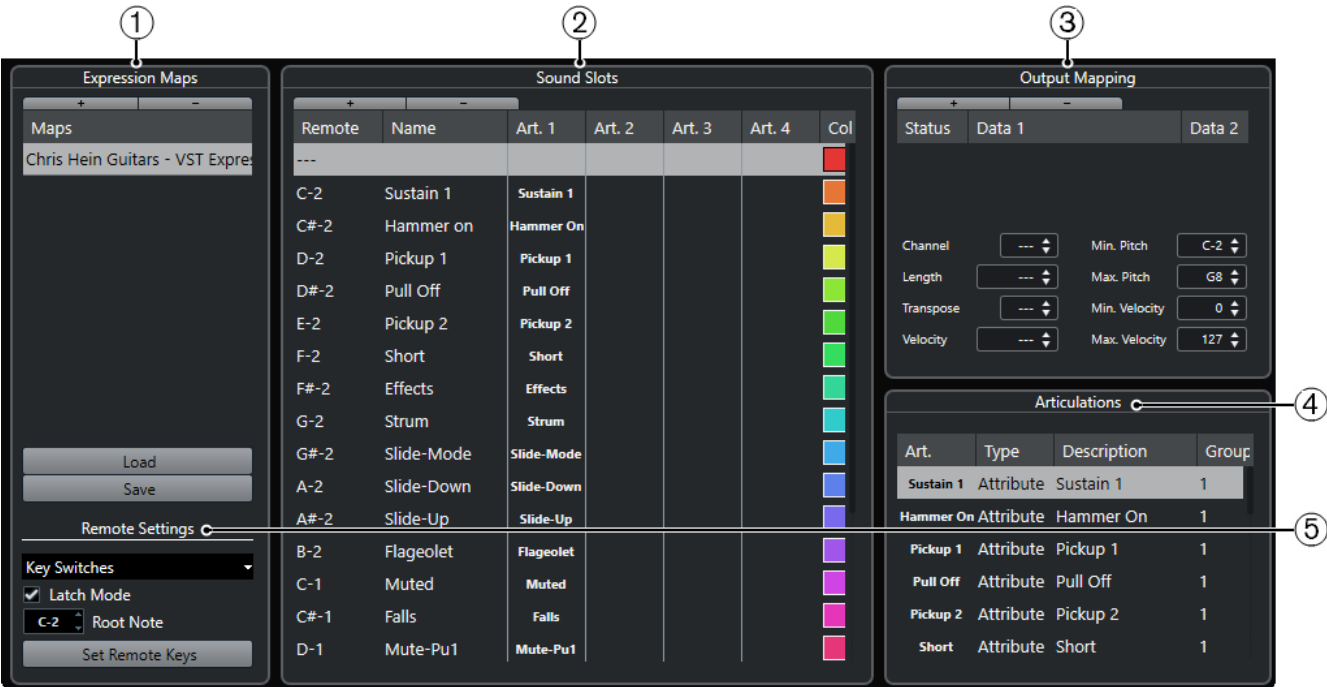 1
2
3
Expression Maps
+ −
Maps
Chris Hein Guitars - VST Expre
Load
Save
Remote Settings
5
Key Switches
Latch Mode
C-2 Root Note
Set Remote Keys
Sound Slots
+ −
Remote Name Art. 1 Art. 2 Art. 3 Art. 4 Col
---
C-2 Sustain 1 Sustain 1
C#-2 Hammer on Hammer On
D-2 Pickup 1 Pickup 1
D#-2 Pull Off Pull Off
E-2 Pickup 2 Pickup 2
F-2 Short Short
F#-2 Effects Effects
G-2 Strum Strum
G#-2 Slide-Mode Slide-Mode
A-2 Slide-Down Slide-Down
A#-2 Slide-Up Slide-Up
B-2 Flageolet Flageolet
C-1 Muted Muted
C#-1 Falls Falls
D-1 Mute-Pu1 Mute-Pu1
Output Mapping
+ −
Status Data 1 Data 2
Channel --- Min. Pitch C-2
Length --- Max. Pitch G8
Transpose --- Min. Velocity 0
Velocity --- Max. Velocity 127
Articulations
4
Art. Type Description Group
Sustain 1 Attribute Sustain 1 1
Hammer On Attribute Hammer On 1
Pickup 1 Attribute Pickup 1 1
Pull Off Attribute Pull Off 1
Pickup 2 Attribute Pickup 2 1
Short Attribute Short 1